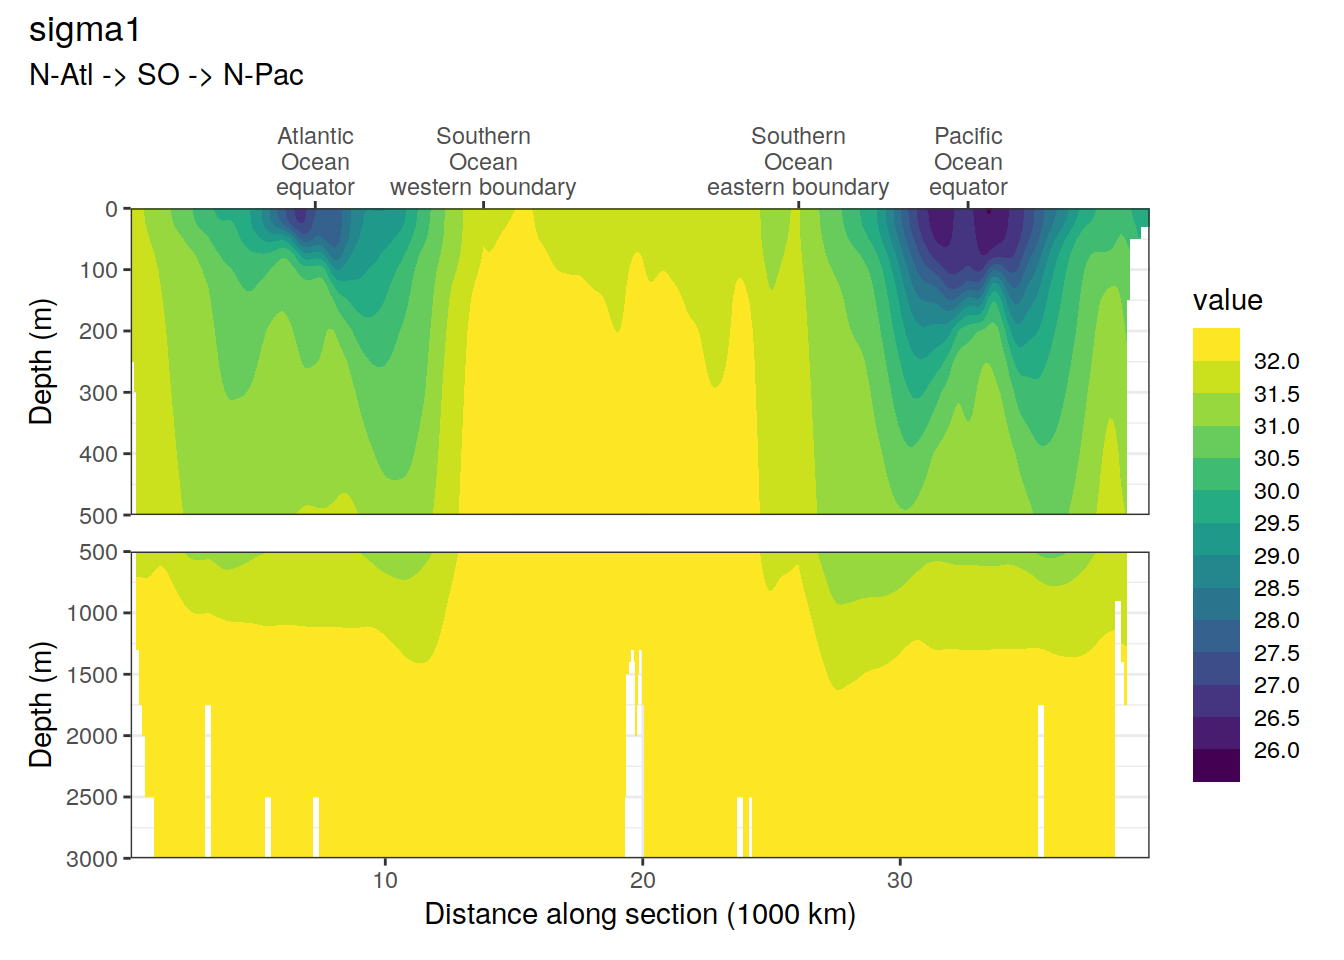 sigma1
N-Atl -> SO -> N-Pac
Atlantic
Ocean
equator
Southern
Ocean
western boundary
Southern
Ocean
eastern boundary
Pacific
Ocean
equator
0
100
200
300
400
500
Depth (m)
500
1000
1500
2000
2500
3000
Depth (m)
10
20
30
Distance along section (1000 km)
value
32.0
31.5
31.0
30.5
30.0
29.5
29.0
28.5
28.0
27.5
27.0
26.5
26.0